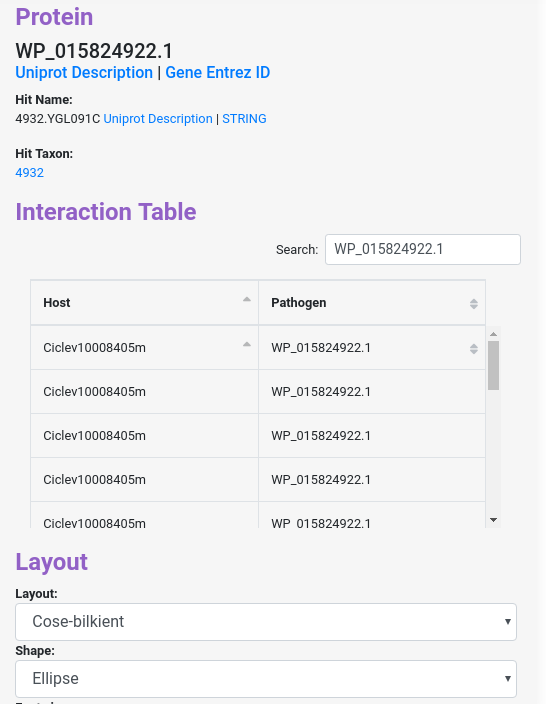 Protein
WP_015824922.1
Uniprot Description | Gene Entrez ID
Hit Name:
4932.YGL091C Uniprot Description | STRING
Hit Taxon:
4932
Interaction Table
Search: WP_015824922.1
Host Pathogen
Ciclev10008405m WP_015824922.1
Ciclev10008405m WP_015824922.1
Ciclev10008405m WP_015824922.1
Ciclev10008405m WP_015824922.1
Ciclev10008405m WP_015824922.1
Layout
Layout:
Cose-bilkient
Shape:
Ellipse